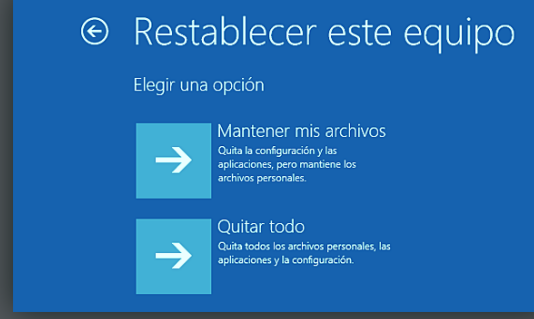 Restablecer este equipo
Elegir una opción
Mantener mis archivos
Quita la configuración y las
aplicaciones, pero mantiene los
archivos personales.
Quitar todo
Quita todos los archivos personales, las
aplicaciones y la configuración.